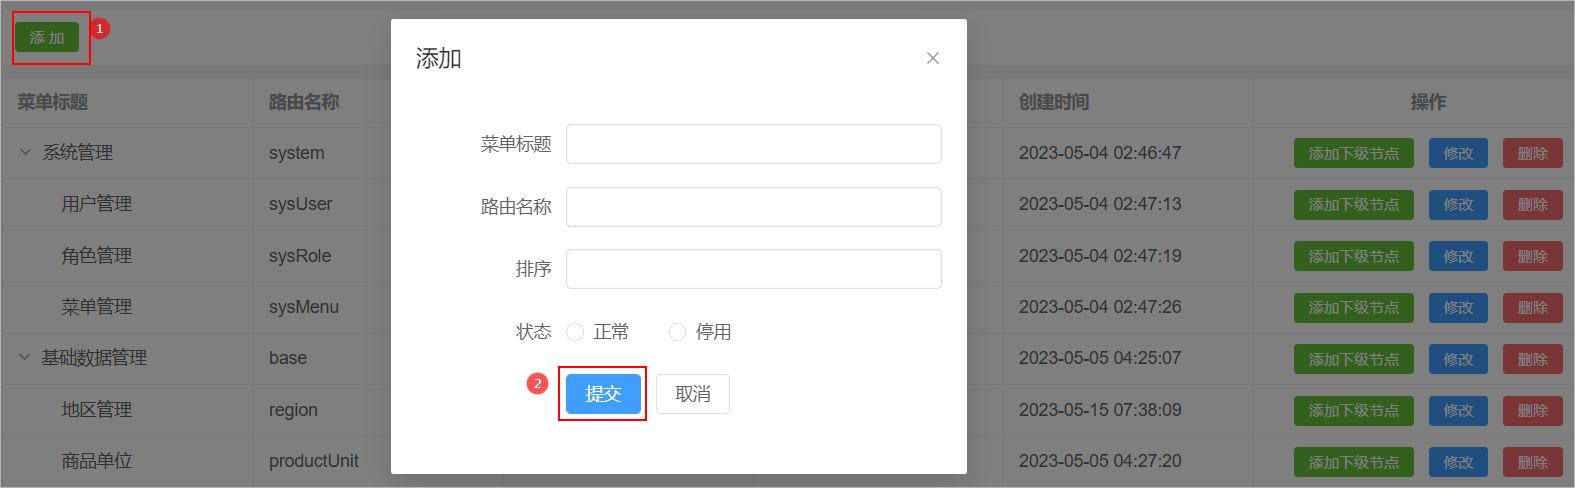 添 加 1
添加
菜单标题 路由名称 创建时间 操作
菜单标题
系统管理 system 2023-05-04 02:46:47 添加下级节点 修改 删除
用户管理 sysUser 2023-05-04 02:47:13 添加下级节点 修改 删除
路由名称
角色管理 sysRole 2023-05-04 02:47:19 添加下级节点 修改 删除
排序
菜单管理 sysMenu 2023-05-04 02:47:26 添加下级节点 修改 删除
状态 正常 停用
基础数据管理 base 2023-05-05 04:25:07 添加下级节点 修改 删除
2 提交 取消
地区管理 region 2023-05-15 07:38:09 添加下级节点 修改 删除
商品单位 productUnit 2023-05-05 04:27:20 添加下级节点 修改 删除